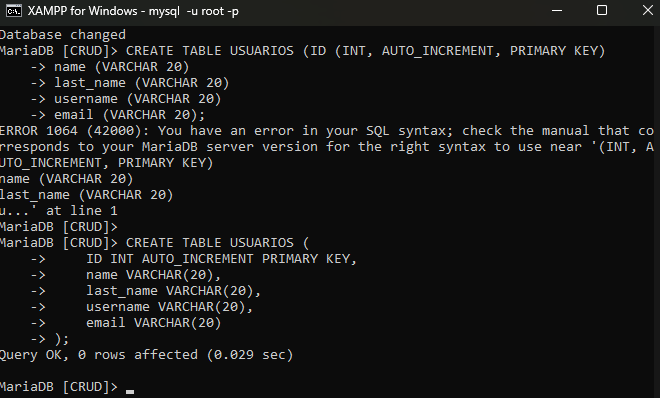 XAMPP for Windows - mysql -u root -p
Database changed
MariaDB [CRUD]> CREATE TABLE USUARIOS (ID (INT, AUTO_INCREMENT, PRIMARY KEY)
-> name (VARCHAR 20)
-> last_name (VARCHAR 20)
-> username (VARCHAR 20)
-> email (VARCHAR 20);
ERROR 1064 (42000): You have an error in your SQL syntax; check the manual that co
rresponds to your MariaDB server version for the right syntax to use near '(INT, A
UTO_INCREMENT, PRIMARY KEY)
name (VARCHAR 20)
last_name (VARCHAR 20)
u...' at line 1
MariaDB [CRUD]>
MariaDB [CRUD]> CREATE TABLE USUARIOS (
->     ID INT AUTO_INCREMENT PRIMARY KEY,
->     name VARCHAR(20),
->     last_name VARCHAR(20),
->     username VARCHAR(20),
->     email VARCHAR(20)
-> );
Query OK, 0 rows affected (0.029 sec)
MariaDB [CRUD]> _